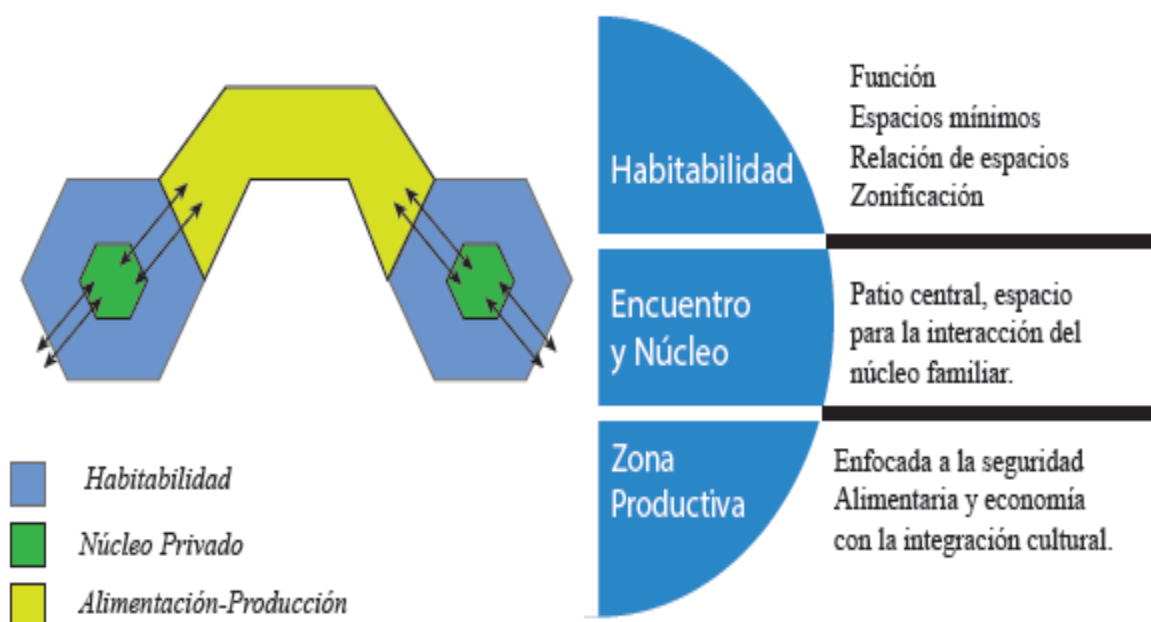 Habitabilidad
Función
Espacios mínimos
Relación de espacios
Zonificación
Encuentro
y Núcleo
Patio central, espacio
para la interacción del
núcleo familiar.
Zona
Productiva
Enfocada a la seguridad
Alimentaria y economía
con la integración cultural.
Habitabilidad
Núcleo Privado
Alimentación-Producción